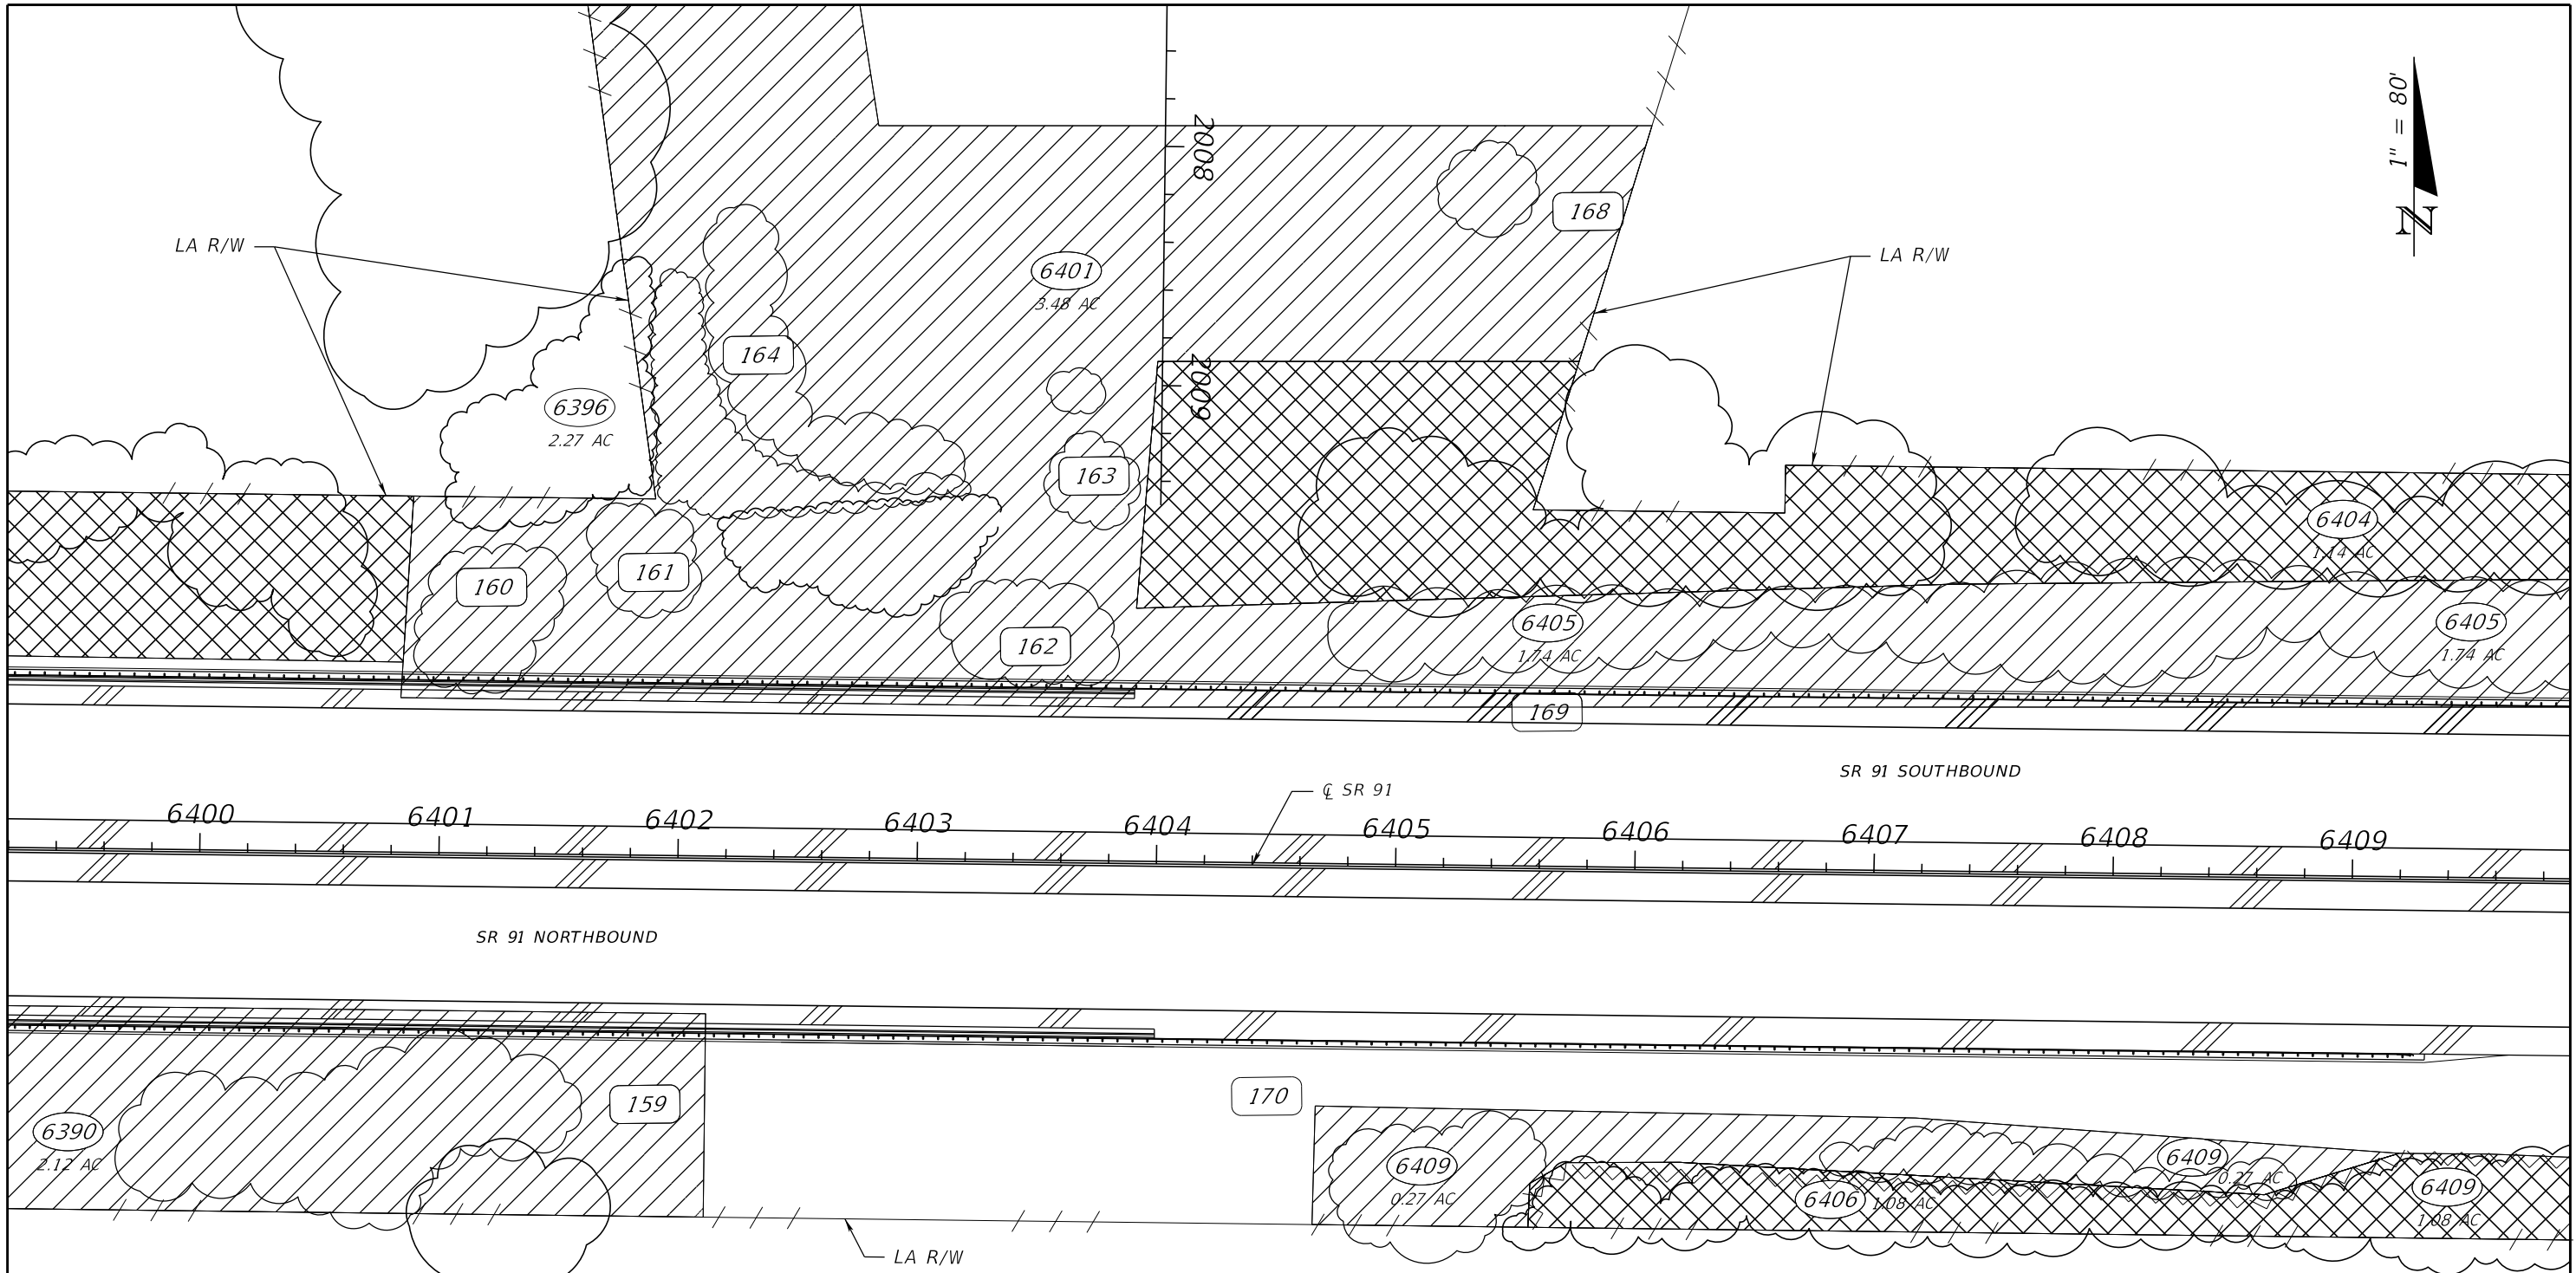 1" = 80'
N
2008
168
LA R/W
LA R/W
6401
3.48 AC
164
2009
6396
2.27 AC
163
6404
1.14 AC
161
160
6405
1.74 AC
6405
1.74 AC
162
169
SR 91 SOUTHBOUND
℄ SR 91
6400 6401 6402 6403 6404 6405 6406 6407 6408 6409
SR 91 NORTHBOUND
170
159
6390
2.12 AC
6409
0.27 AC
6409
0.27 AC
6406
1.08 AC
6409
1.08 AC
LA R/W